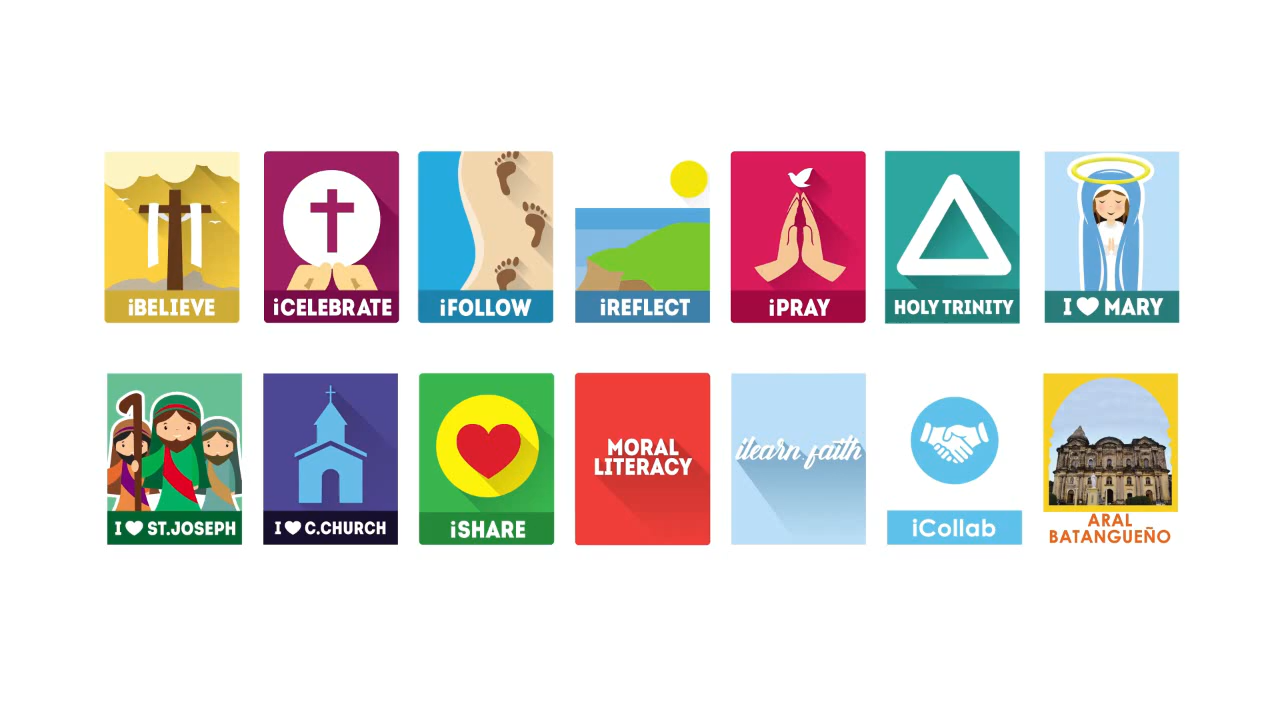 iBELIEVE
iCELEBRATE
iFOLLOW
iREFLECT
iPRAY
HOLY TRINITY
I ❤ MARY
I ❤ ST.JOSEPH
I ❤ C.CHURCH
iSHARE
MORAL
LITERACY
ilearn.faith
iCollab
ARAL
BATANGUEÑO